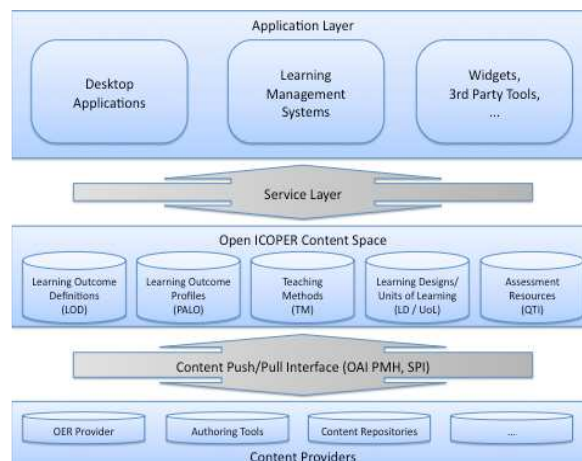 Application Layer
Desktop
Applications
Learning
Management
Systems
Widgets,
3rd Party Tools,
...
Service Layer
Open ICOPER Content Space
Learning Outcome
Definitions
(LOD)
Learning Outcome
Profiles
(PALO)
Teaching
Methods
(TM)
Learning Designs/
Units of Learning
(LD / UoL)
Assessment
Resources
(QTI)
Content Push/Pull Interface (OAI PMH, SPI)
OER Provider
Authoring Tools
Content Repositories
....
Content Providers